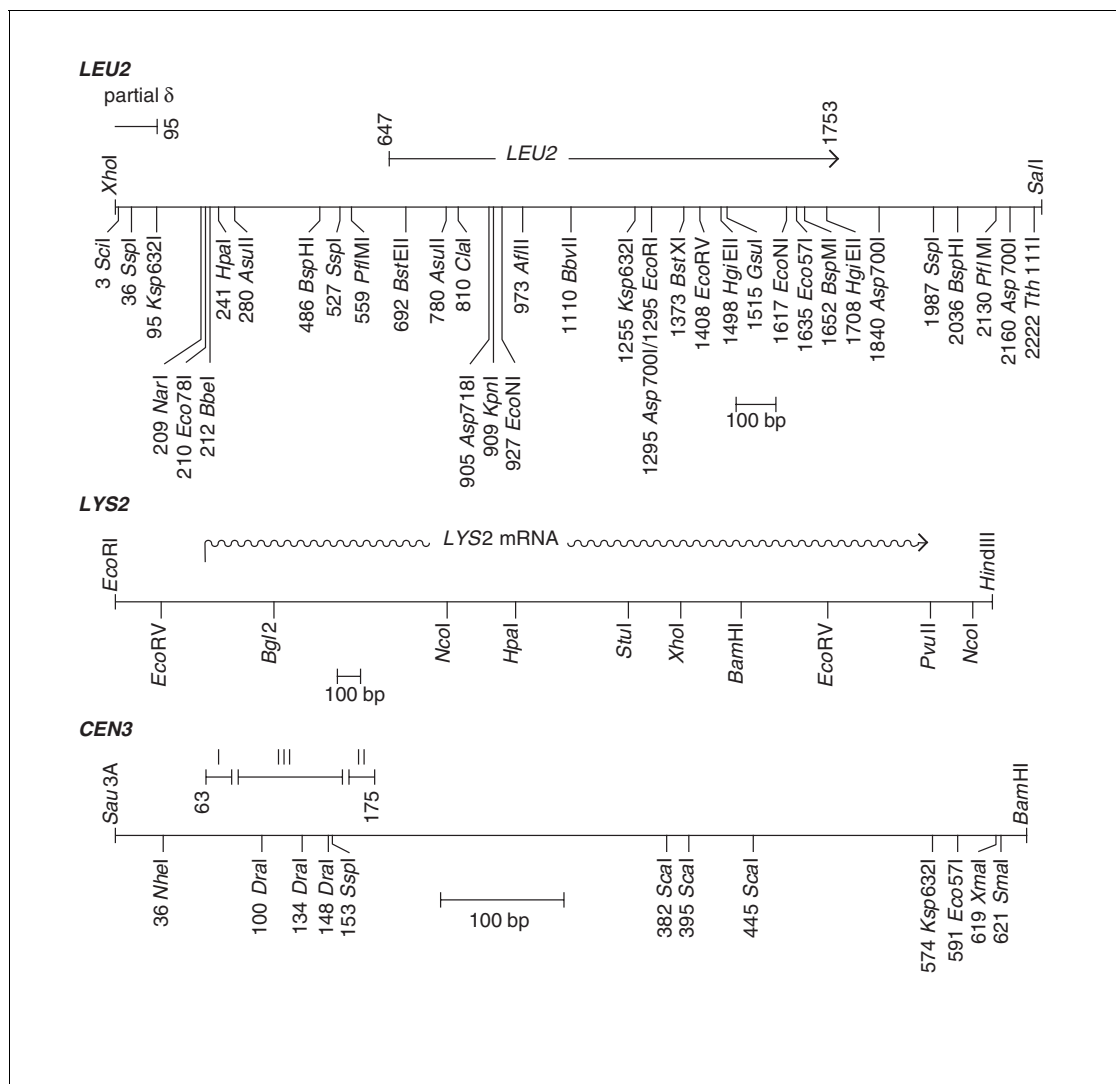 LEU2
partial δ
95
647
LEU2
1753
XhoI
SalI
3 SciI
36 SspI
95 Ksp632I
209 NarI
210 Eco78I
212 BbeI
241 HpaI
280 AsuII
486 BspHI
527 SspI
559 PflMI
692 BstEII
780 AsuII
810 ClaI
905 Asp718I
909 KpnI
927 EcoNI
973 AflII
1110 BbvII
1255 Ksp632I
1295 Asp700I/1295 EcoRI
1373 BstXI
1408 EcoRV
1498 HgiEII
1515 GsuI
1617 EcoNI
1635 Eco57I
1652 BspMI
1708 HgiEII
1840 Asp700I
1987 SspI
2036 BspHI
2130 PflMI
2160 Asp700I
2222 Tth111I
100 bp
LYS2
LYS2 mRNA
EcoRI
HindIII
EcoRV
Bgl2
NcoI
HpaI
StuI
XhoI
BamHI
EcoRV
PvuII
NcoI
100 bp
CEN3
I
III
II
63
175
Sau3A
BamHI
36 NheI
100 DraI
134 DraI
148 DraI
153 SspI
382 ScaI
395 ScaI
445 ScaI
574 Ksp632I
591 Eco57I
619 XmaI
621 SmaI
100 bp